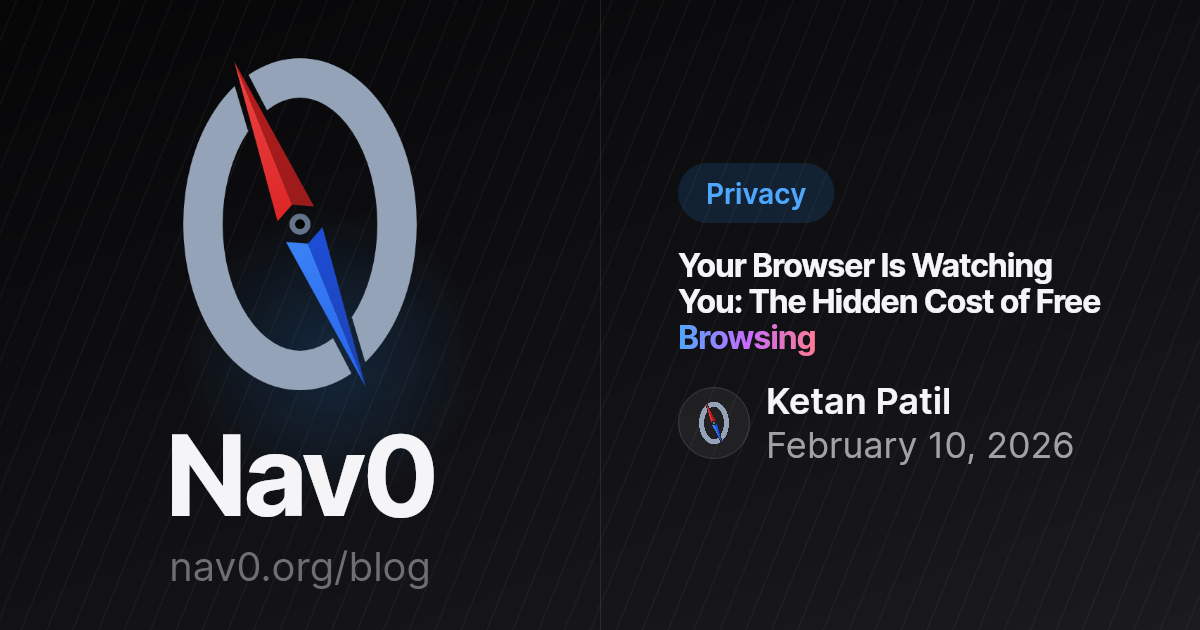 Nav0
nav0.org/blog
Privacy
Your Browser Is Watching
You: The Hidden Cost of Free
Browsing
Ketan Patil
February 10, 2026